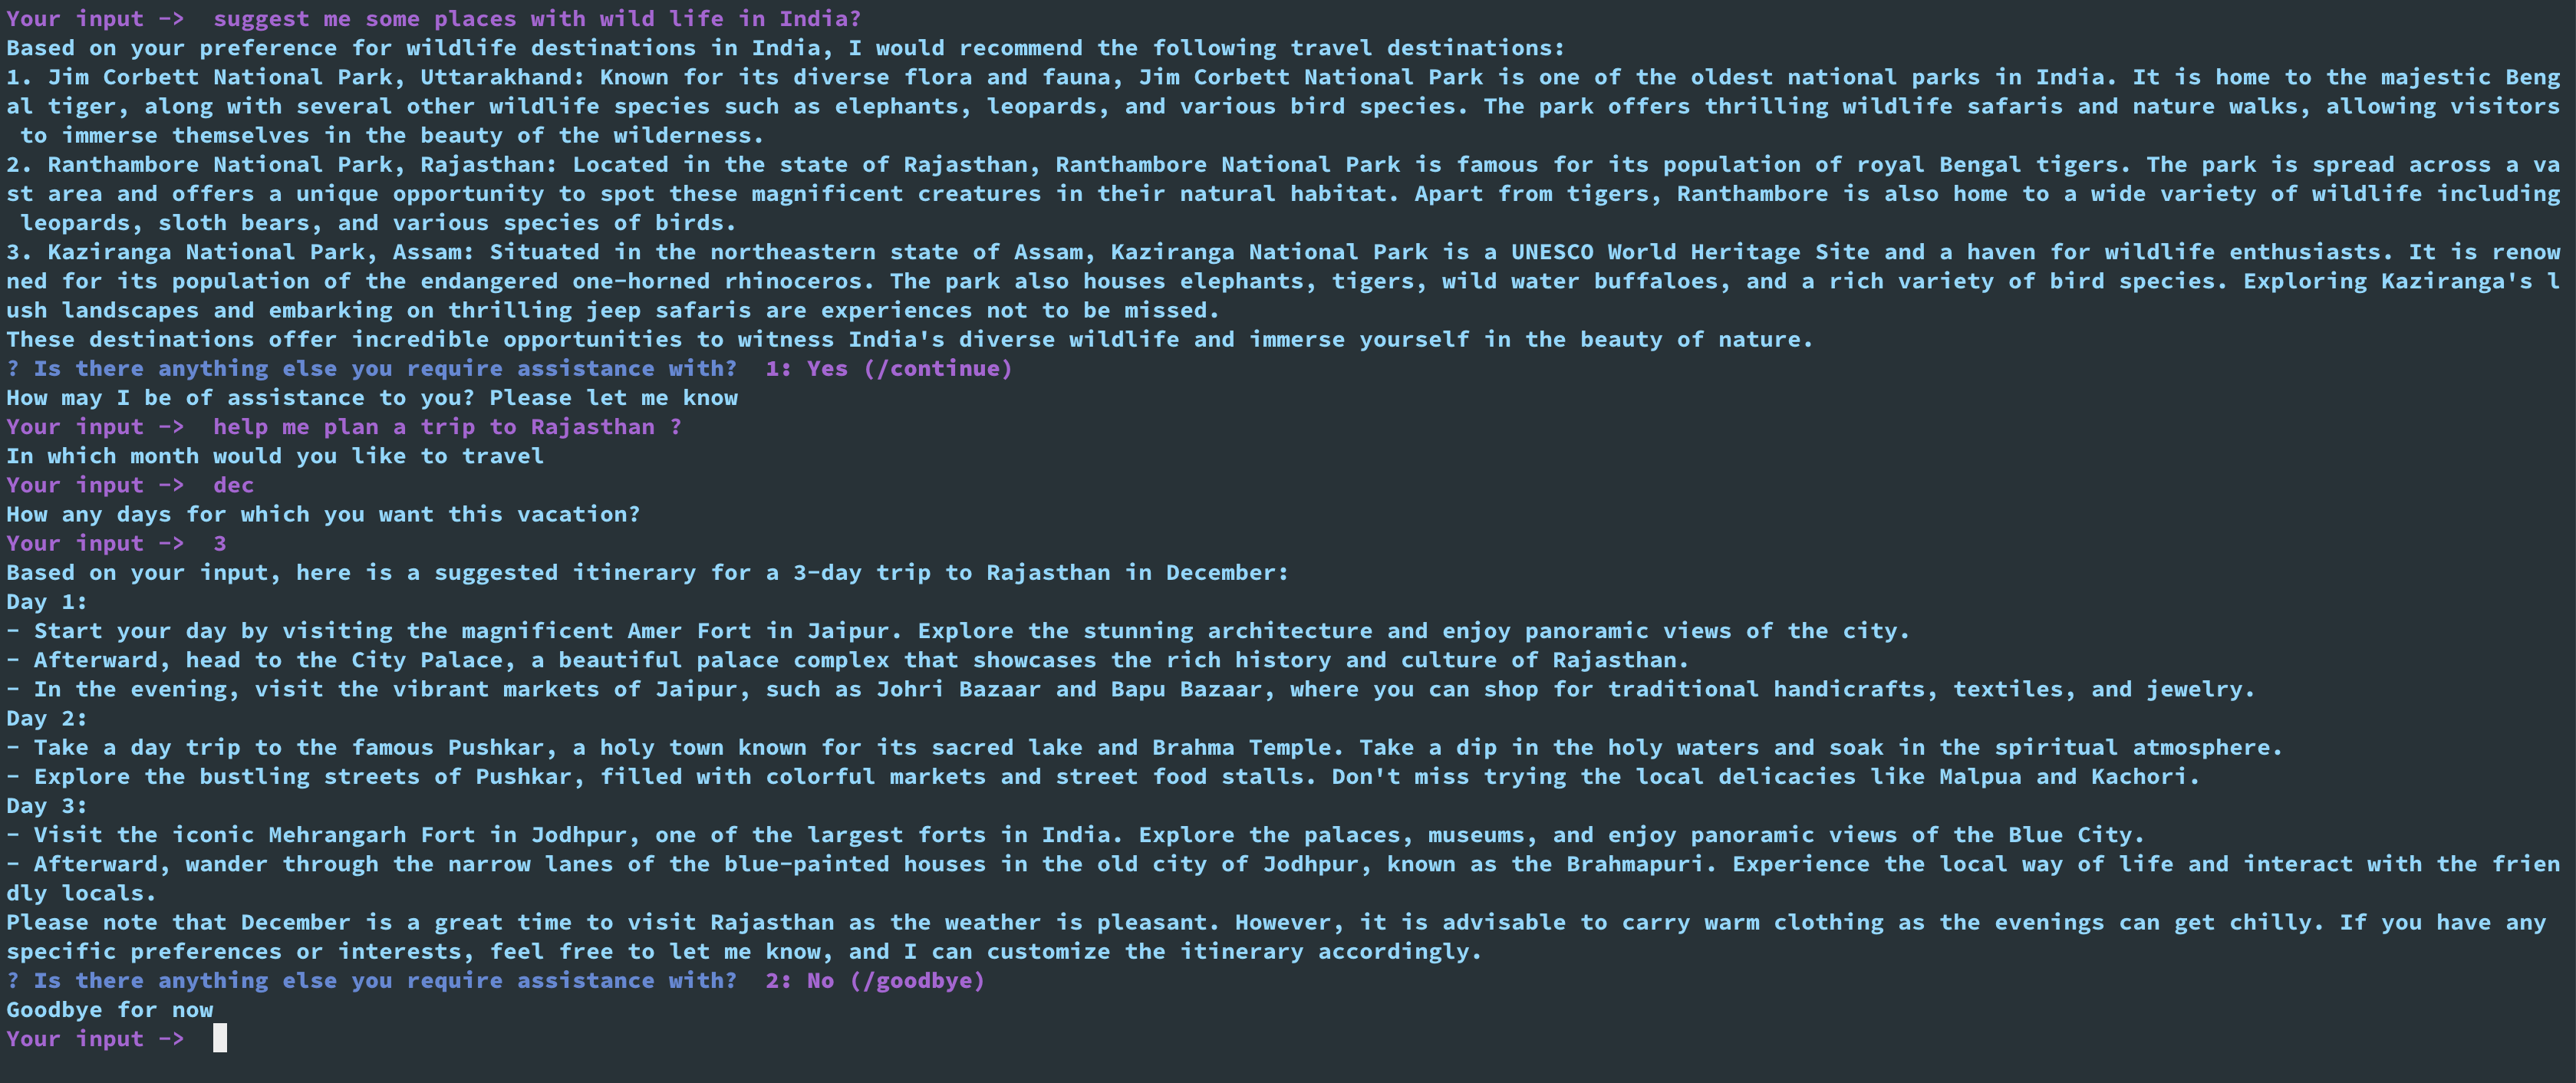 Your input ->  suggest me some places with wild life in India?
Based on your preference for wildlife destinations in India, I would recommend the following travel destinations:
1. Jim Corbett National Park, Uttarakhand: Known for its diverse flora and fauna, Jim Corbett National Park is one of the oldest national parks in India. It is home to the majestic Beng
al tiger, along with several other wildlife species such as elephants, leopards, and various bird species. The park offers thrilling wildlife safaris and nature walks, allowing visitors
 to immerse themselves in the beauty of the wilderness.
2. Ranthambore National Park, Rajasthan: Located in the state of Rajasthan, Ranthambore National Park is famous for its population of royal Bengal tigers. The park is spread across a va
st area and offers a unique opportunity to spot these magnificent creatures in their natural habitat. Apart from tigers, Ranthambore is also home to a wide variety of wildlife including
 leopards, sloth bears, and various species of birds.
3. Kaziranga National Park, Assam: Situated in the northeastern state of Assam, Kaziranga National Park is a UNESCO World Heritage Site and a haven for wildlife enthusiasts. It is renow
ned for its population of the endangered one-horned rhinoceros. The park also houses elephants, tigers, wild water buffaloes, and a rich variety of bird species. Exploring Kaziranga's l
ush landscapes and embarking on thrilling jeep safaris are experiences not to be missed.
These destinations offer incredible opportunities to witness India's diverse wildlife and immerse yourself in the beauty of nature.
? Is there anything else you require assistance with?  1: Yes (/continue)
How may I be of assistance to you? Please let me know
Your input ->  help me plan a trip to Rajasthan ?
In which month would you like to travel
Your input ->  dec
How any days for which you want this vacation?
Your input ->  3
Based on your input, here is a suggested itinerary for a 3-day trip to Rajasthan in December:
Day 1:
- Start your day by visiting the magnificent Amer Fort in Jaipur. Explore the stunning architecture and enjoy panoramic views of the city.
- Afterward, head to the City Palace, a beautiful palace complex that showcases the rich history and culture of Rajasthan.
- In the evening, visit the vibrant markets of Jaipur, such as Johri Bazaar and Bapu Bazaar, where you can shop for traditional handicrafts, textiles, and jewelry.
Day 2:
- Take a day trip to the famous Pushkar, a holy town known for its sacred lake and Brahma Temple. Take a dip in the holy waters and soak in the spiritual atmosphere.
- Explore the bustling streets of Pushkar, filled with colorful markets and street food stalls. Don't miss trying the local delicacies like Malpua and Kachori.
Day 3:
- Visit the iconic Mehrangarh Fort in Jodhpur, one of the largest forts in India. Explore the palaces, museums, and enjoy panoramic views of the Blue City.
- Afterward, wander through the narrow lanes of the blue-painted houses in the old city of Jodhpur, known as the Brahmapuri. Experience the local way of life and interact with the frien
dly locals.
Please note that December is a great time to visit Rajasthan as the weather is pleasant. However, it is advisable to carry warm clothing as the evenings can get chilly. If you have any
specific preferences or interests, feel free to let me know, and I can customize the itinerary accordingly.
? Is there anything else you require assistance with?  2: No (/goodbye)
Goodbye for now
Your input ->